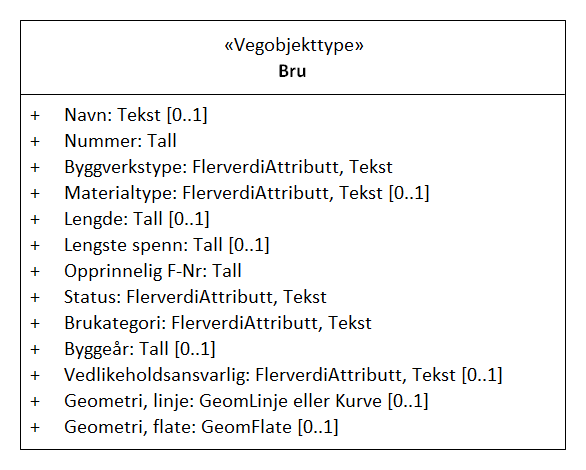 «Vegobjekttype»
Bru
+ Navn: Tekst [0..1]
+ Nummer: Tall
+ Byggverkstype: FlerverdiAttributt, Tekst
+ Materialtype: FlerverdiAttributt, Tekst [0..1]
+ Lengde: Tall [0..1]
+ Lengste spenn: Tall [0..1]
+ Opprinnelig F-Nr: Tall
+ Status: FlerverdiAttributt, Tekst
+ Brukategori: FlerverdiAttributt, Tekst
+ Byggeår: Tall [0..1]
+ Vedlikeholdsansvarlig: FlerverdiAttributt, Tekst [0..1]
+ Geometri, linje: GeomLinje eller Kurve [0..1]
+ Geometri, flate: GeomFlate [0..1]